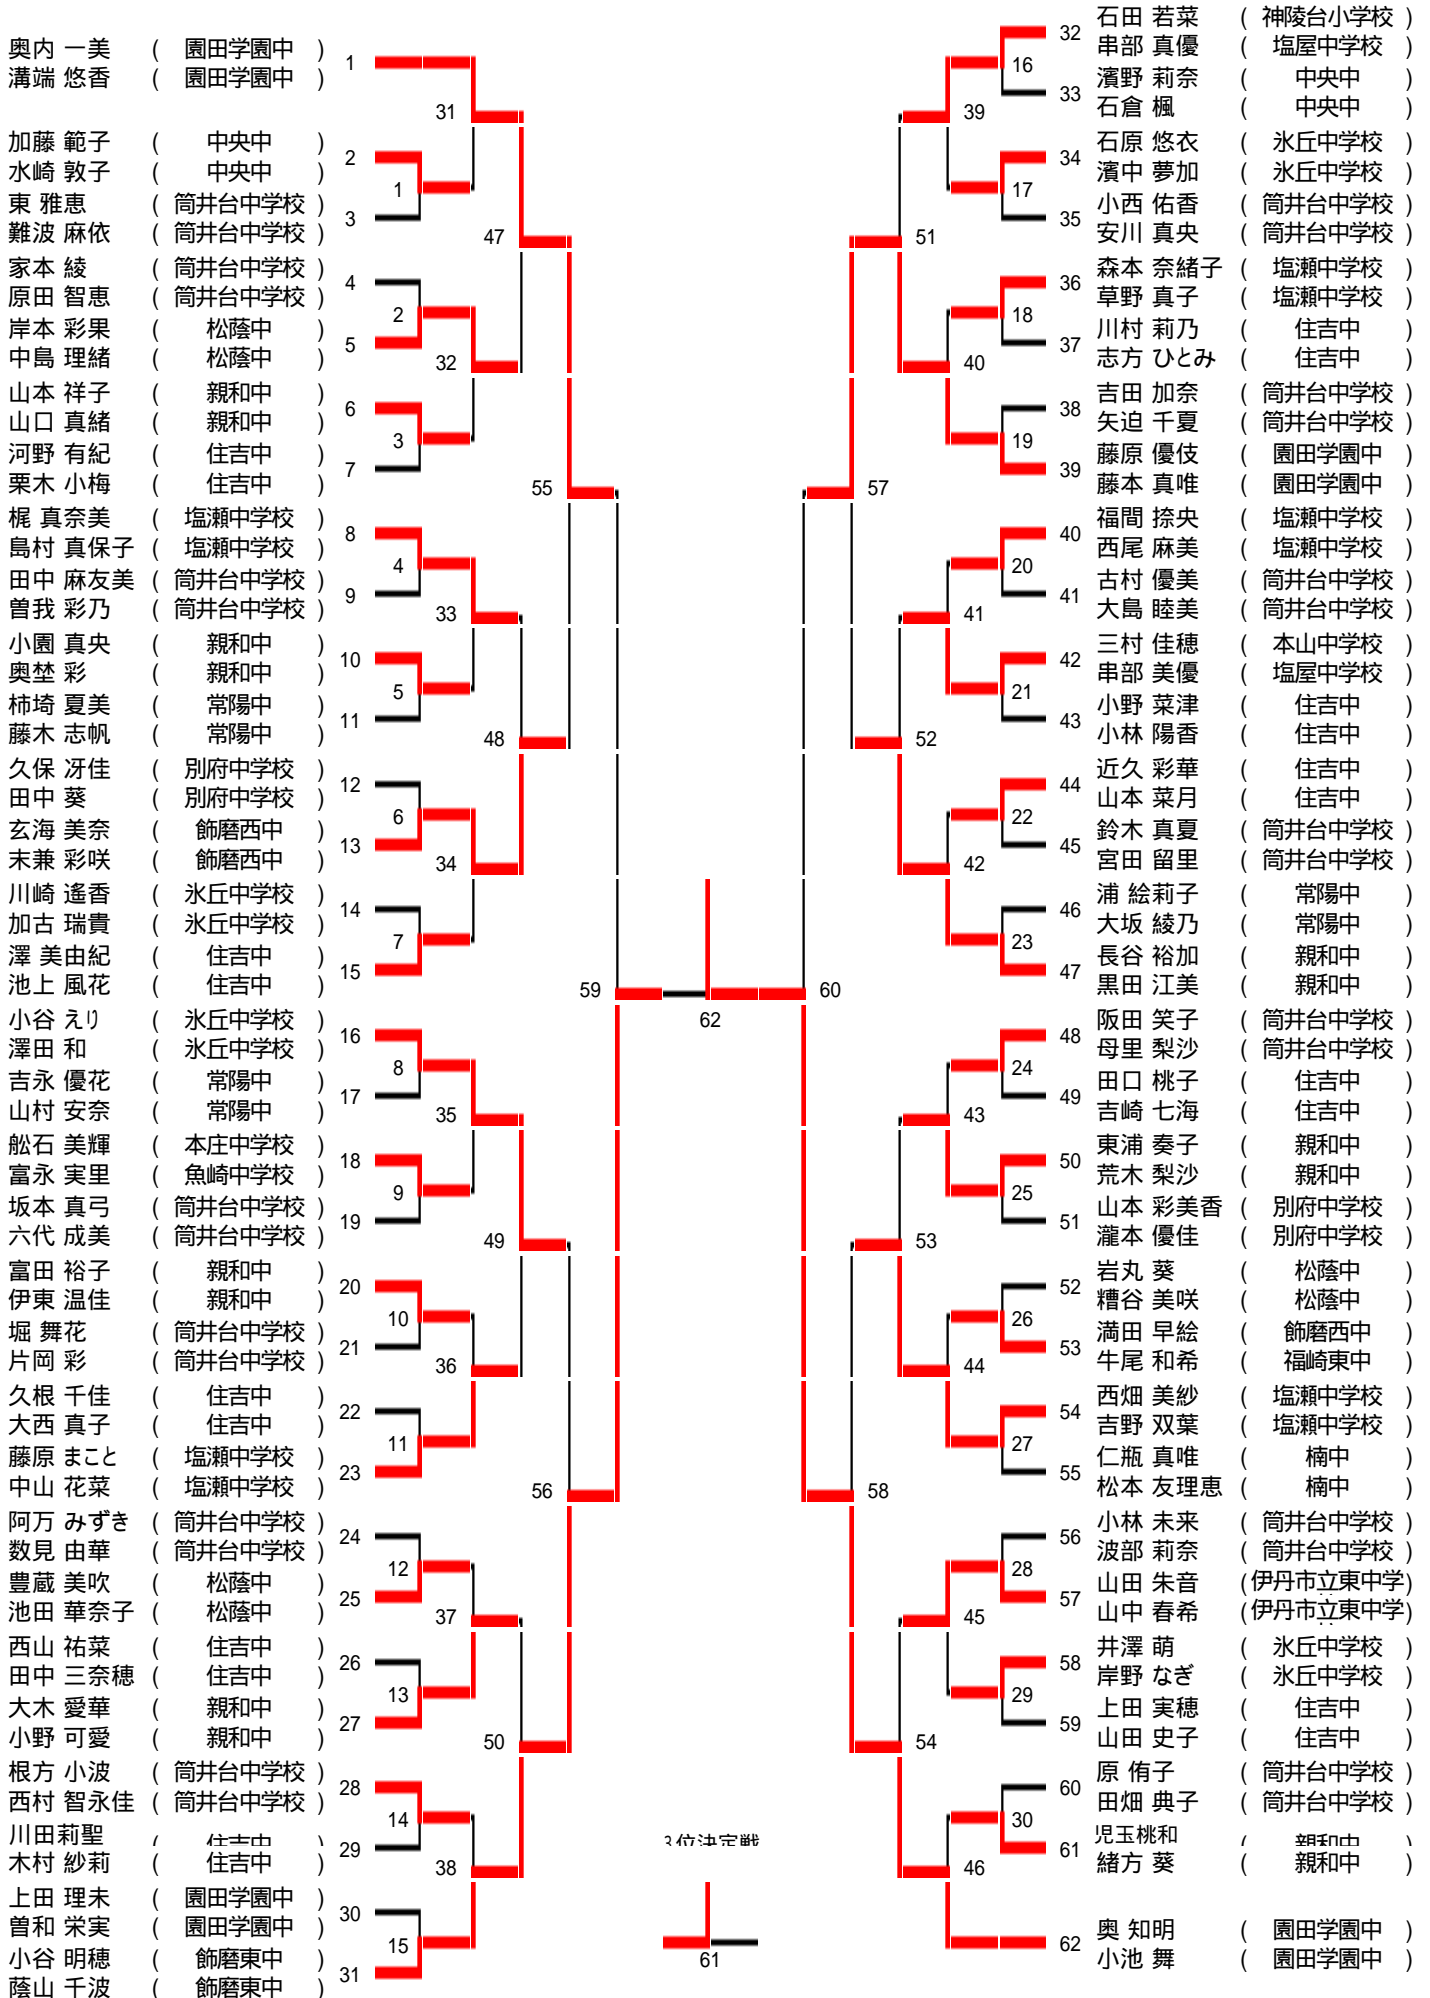 奥内 一美 ( 園田学園中 ) 1
溝端 悠香 ( 園田学園中 )
加藤 範子 ( 中央中 ) 2
水崎 敦子 ( 中央中 )
東 雅恵 ( 筒井台中学校 ) 3
難波 麻依 ( 筒井台中学校 )
家本 綾 ( 筒井台中学校 ) 4
原田 智恵 ( 筒井台中学校 )
岸本 彩果 ( 松蔭中 ) 5
中島 理緒 ( 松蔭中 )
山本 祥子 ( 親和中 ) 6
山口 真緒 ( 親和中 )
河野 有紀 ( 住吉中 ) 7
栗木 小梅 ( 住吉中 )
梶 真奈美 ( 塩瀬中学校 ) 8
島村 真保子 ( 塩瀬中学校 )
田中 麻友美 ( 筒井台中学校 ) 9
曽我 彩乃 ( 筒井台中学校 )
小園 真央 ( 親和中 ) 10
奥埜 彩 ( 親和中 )
柿埼 夏美 ( 常陽中 ) 11
藤木 志帆 ( 常陽中 )
久保 冴佳 ( 別府中学校 ) 12
田中 葵 ( 別府中学校 )
玄海 美奈 ( 飾磨西中 ) 13
末兼 彩咲 ( 飾磨西中 )
川崎 遙香 ( 氷丘中学校 ) 14
加古 瑞貴 ( 氷丘中学校 )
澤 美由紀 ( 住吉中 ) 15
池上 風花 ( 住吉中 )
小谷 えり ( 氷丘中学校 ) 16
澤田 和 ( 氷丘中学校 )
吉永 優花 ( 常陽中 ) 17
山村 安奈 ( 常陽中 )
舩石 美輝 ( 本庄中学校 ) 18
富永 実里 ( 魚崎中学校 )
坂本 真弓 ( 筒井台中学校 ) 19
六代 成美 ( 筒井台中学校 )
富田 裕子 ( 親和中 ) 20
伊東 温佳 ( 親和中 )
堀 舞花 ( 筒井台中学校 ) 21
片岡 彩 ( 筒井台中学校 )
久根 千佳 ( 住吉中 ) 22
大西 真子 ( 住吉中 )
藤原 まこと ( 塩瀬中学校 ) 23
中山 花菜 ( 塩瀬中学校 )
阿万 みずき ( 筒井台中学校 ) 24
数見 由華 ( 筒井台中学校 )
豊蔵 美吹 ( 松蔭中 ) 25
池田 華奈子 ( 松蔭中 )
西山 祐菜 ( 住吉中 ) 26
田中 三奈穂 ( 住吉中 )
大木 愛華 ( 親和中 ) 27
小野 可愛 ( 親和中 )
根方 小波 ( 筒井台中学校 ) 28
西村 智永佳 ( 筒井台中学校 )
川田莉聖 ( 住吉中 ) 29
木村 紗莉 ( 住吉中 )
上田 理未 ( 園田学園中 ) 30
曽和 栄実 ( 園田学園中 )
小谷 明穂 ( 飾磨東中 ) 31
蔭山 千波 ( 飾磨東中 )
1
2
3
4
5
6
7
8
9
10
11
12
13
14
15
31
32
33
34
35
36
37
38
47
48
49
50
55
56
59
62
60
3位決定戦
61
57
58
51
52
53
54
39
40
41
42
43
44
45
46
16
17
18
19
20
21
22
23
24
25
26
27
28
29
30
32 石田 若菜 ( 神陵台小学校 )
串部 真優 ( 塩屋中学校 )
33 濱野 莉奈 ( 中央中 )
石倉 楓 ( 中央中 )
34 石原 悠衣 ( 氷丘中学校 )
濱中 夢加 ( 氷丘中学校 )
35 小西 佑香 ( 筒井台中学校 )
安川 真央 ( 筒井台中学校 )
36 森本 奈緒子 ( 塩瀬中学校 )
草野 真子 ( 塩瀬中学校 )
37 川村 莉乃 ( 住吉中 )
志方 ひとみ ( 住吉中 )
38 吉田 加奈 ( 筒井台中学校 )
矢迫 千夏 ( 筒井台中学校 )
39 藤原 優伎 ( 園田学園中 )
藤本 真唯 ( 園田学園中 )
40 福間 捺央 ( 塩瀬中学校 )
西尾 麻美 ( 塩瀬中学校 )
41 古村 優美 ( 筒井台中学校 )
大島 睦美 ( 筒井台中学校 )
42 三村 佳穂 ( 本山中学校 )
串部 美優 ( 塩屋中学校 )
43 小野 菜津 ( 住吉中 )
小林 陽香 ( 住吉中 )
44 近久 彩華 ( 住吉中 )
山本 菜月 ( 住吉中 )
45 鈴木 真夏 ( 筒井台中学校 )
宮田 留里 ( 筒井台中学校 )
46 浦 絵莉子 ( 常陽中 )
大坂 綾乃 ( 常陽中 )
47 長谷 裕加 ( 親和中 )
黒田 江美 ( 親和中 )
48 阪田 笑子 ( 筒井台中学校 )
母里 梨沙 ( 筒井台中学校 )
49 田口 桃子 ( 住吉中 )
吉崎 七海 ( 住吉中 )
50 東浦 奏子 ( 親和中 )
荒木 梨沙 ( 親和中 )
51 山本 彩美香 ( 別府中学校 )
瀧本 優佳 ( 別府中学校 )
52 岩丸 葵 ( 松蔭中 )
糟谷 美咲 ( 松蔭中 )
53 満田 早絵 ( 飾磨西中 )
牛尾 和希 ( 福崎東中 )
54 西畑 美紗 ( 塩瀬中学校 )
吉野 双葉 ( 塩瀬中学校 )
55 仁瓶 真唯 ( 楠中 )
松本 友理恵 ( 楠中 )
56 小林 未来 ( 筒井台中学校 )
波部 莉奈 ( 筒井台中学校 )
57 山田 朱音 ( 伊丹市立東中学 )
山中 春希 ( 伊丹市立東中学 )
58 井澤 萌 ( 氷丘中学校 )
岸野 なぎ ( 氷丘中学校 )
59 上田 実穂 ( 住吉中 )
山田 史子 ( 住吉中 )
60 原 侑子 ( 筒井台中学校 )
田畑 典子 ( 筒井台中学校 )
61 児玉桃和 ( 親和中 )
緒方 葵 ( 親和中 )
62 奥 知明 ( 園田学園中 )
小池 舞 ( 園田学園中 )